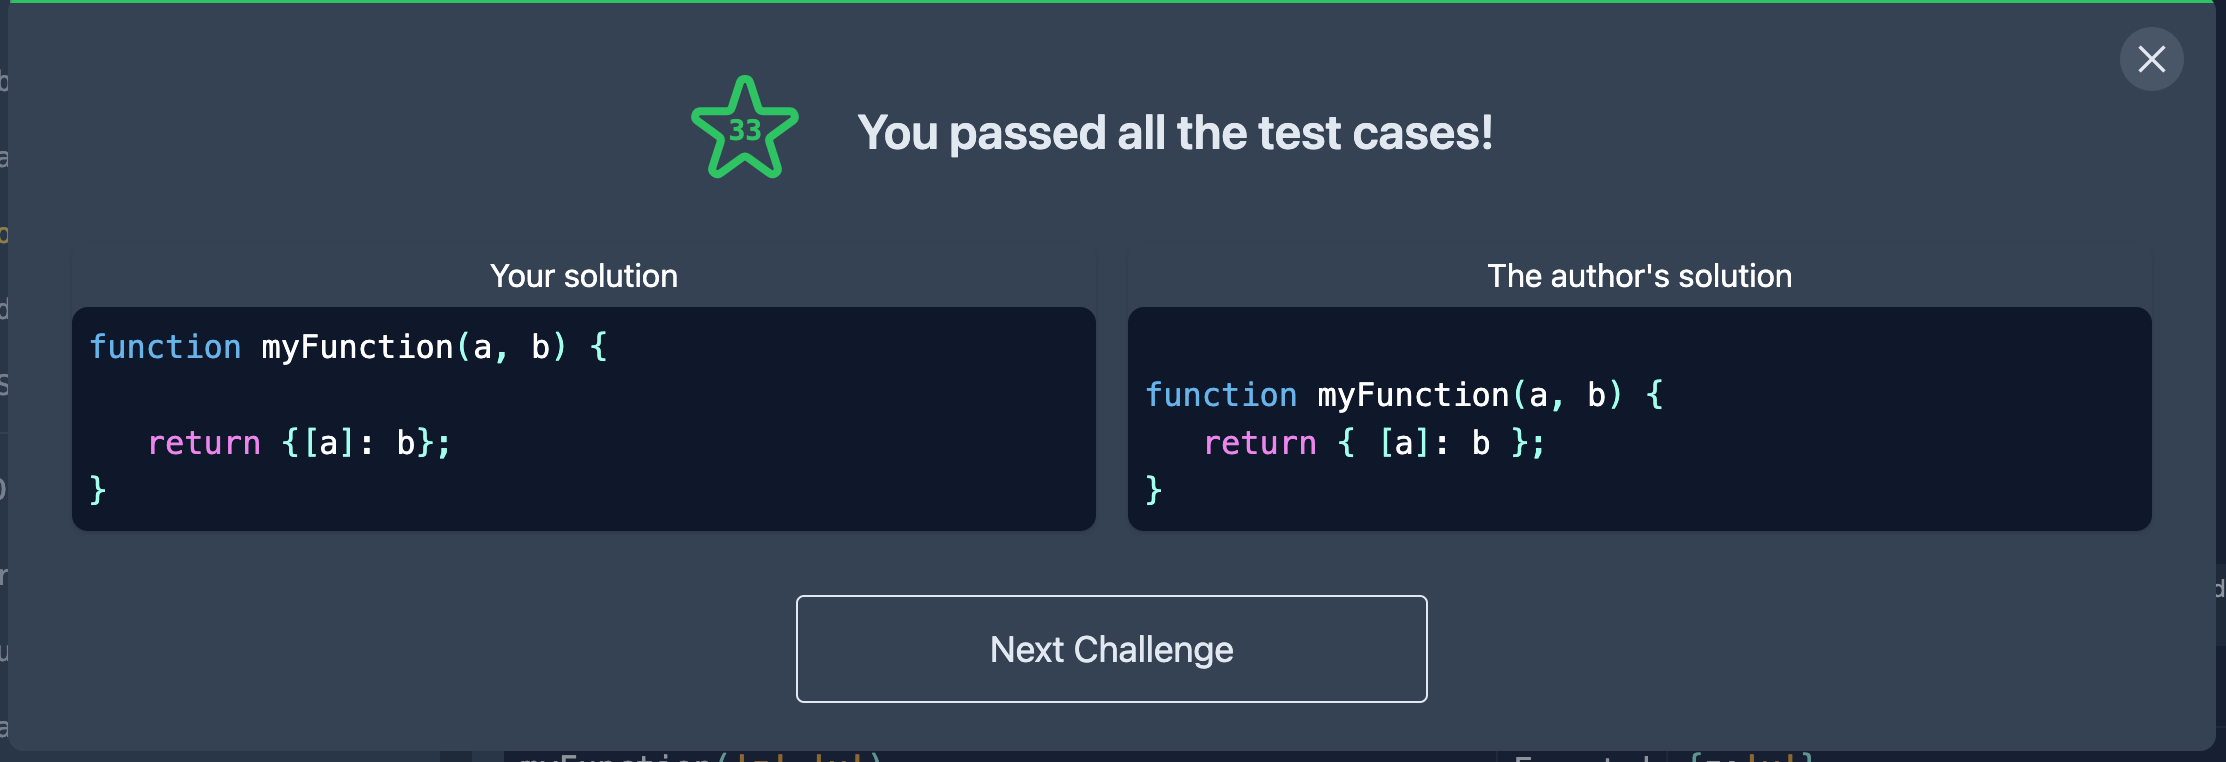 33
You passed all the test cases!
Your solution
function myFunction(a, b) {
return {[a]: b};
}
The author's solution
function myFunction(a, b) {
return { [a]: b };
}
Next Challenge